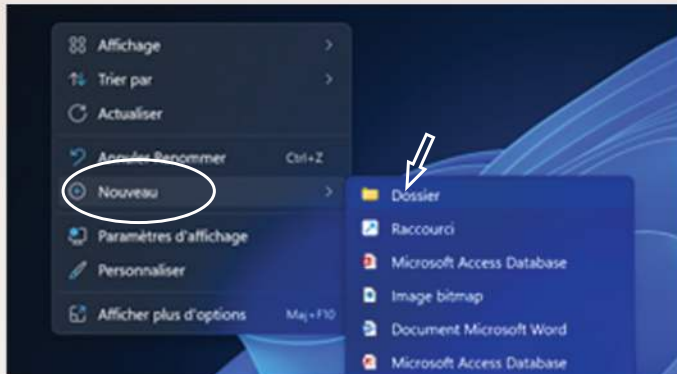 Affichage
Trier par
Actualiser
Annuler Renommer Ctrl+Z
Nouveau
Paramètres d'affichage
Personnaliser
Afficher plus d'options Maj+F10
Dossier
Raccourci
Microsoft Access Database
Image bitmap
Document Microsoft Word
Microsoft Access Database